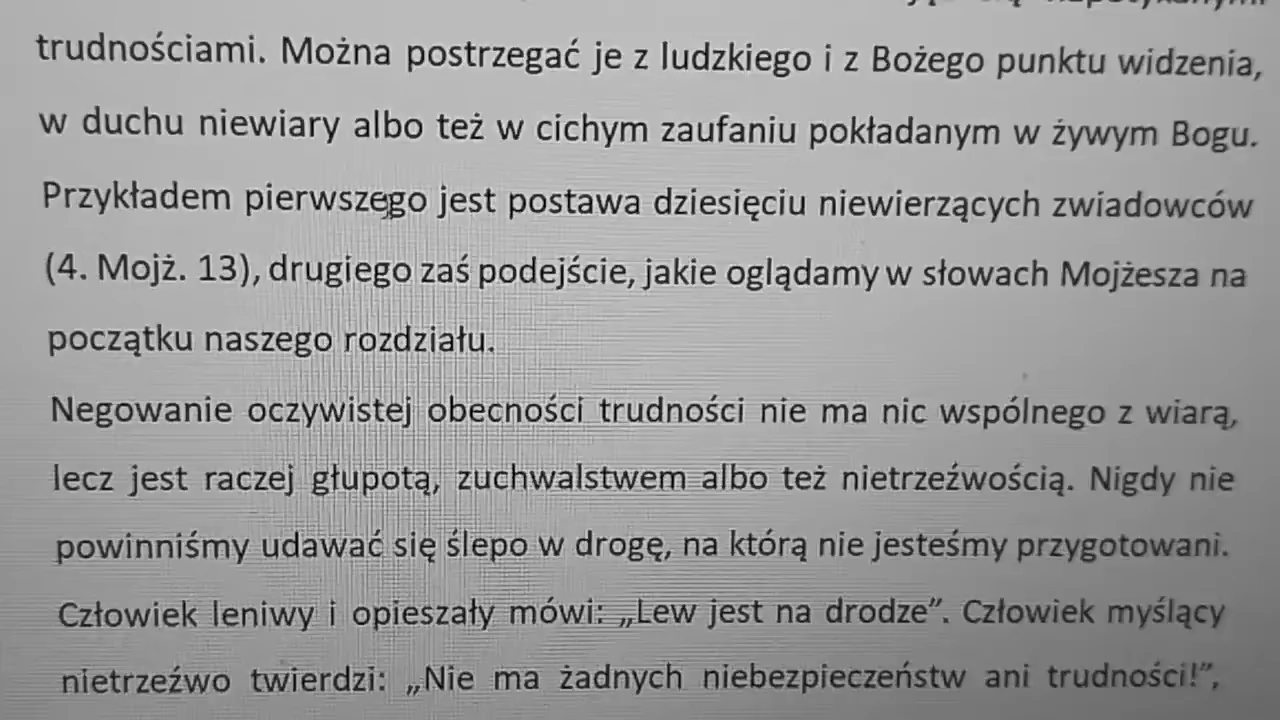 trudnościami. Można postrzegać je z ludzkiego i z Bożego punktu widzenia,
w duchu niewiary albo też w cichym zaufaniu pokładanym w żywym Bogu.
Przykładem pierwszego jest postawa dziesięciu niewierzących zwiadowców
(4. Mojż. 13), drugiego zaś podejście, jakie oglądamy w słowach Mojżesza na
początku naszego rozdziału.
Negowanie oczywistej obecności trudności nie ma nic wspólnego z wiarą,
lecz jest raczej głupotą, zuchwalstwem albo też nietrzeźwością. Nigdy nie
powinniśmy udawać się ślepo w drogę, na którą nie jesteśmy przygotowani.
Człowiek leniwy i opieszały mówi: „Lew jest na drodze”. Człowiek myślący
nietrzeźwo twierdzi: „Nie ma żadnych niebezpieczeństw ani trudności!”,